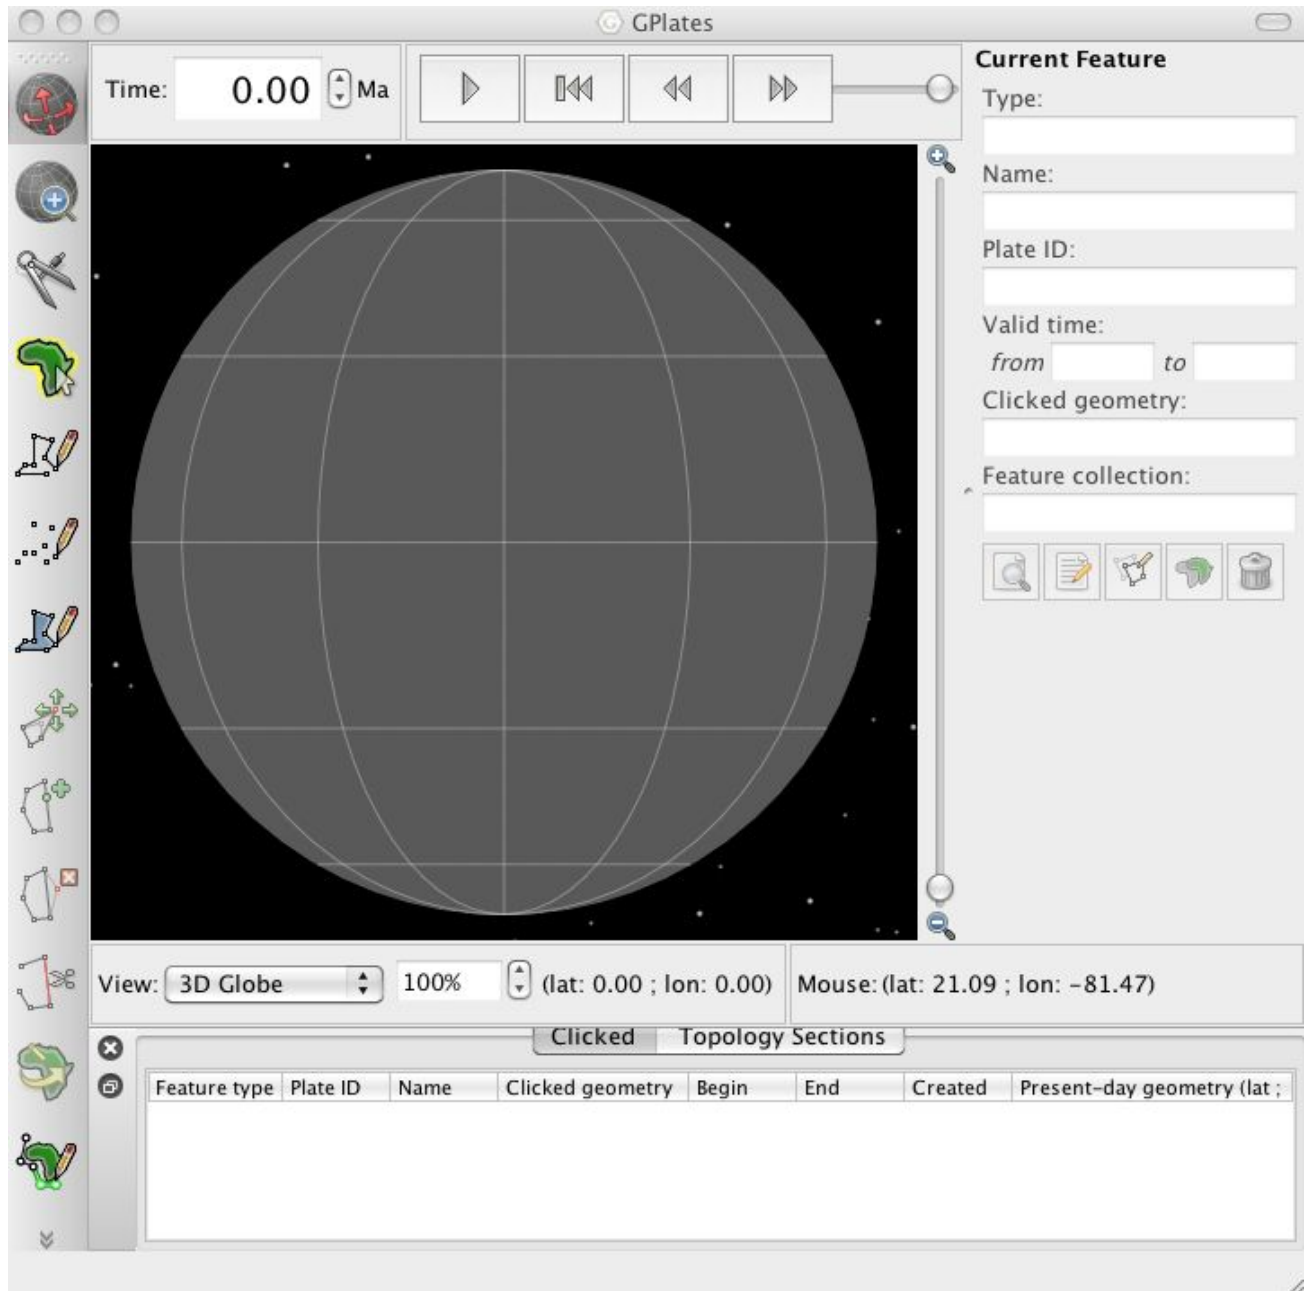 GPlates
Time: 0.00 Ma
Current Feature
Type:
Name:
Plate ID:
Valid time:
from to
Clicked geometry:
Feature collection:
View: 3D Globe 100% (lat: 0.00 ; lon: 0.00) Mouse: (lat: 21.09 ; lon: -81.47)
Clicked Topology Sections
Feature type Plate ID Name Clicked geometry Begin End Created Present-day geometry (lat ;